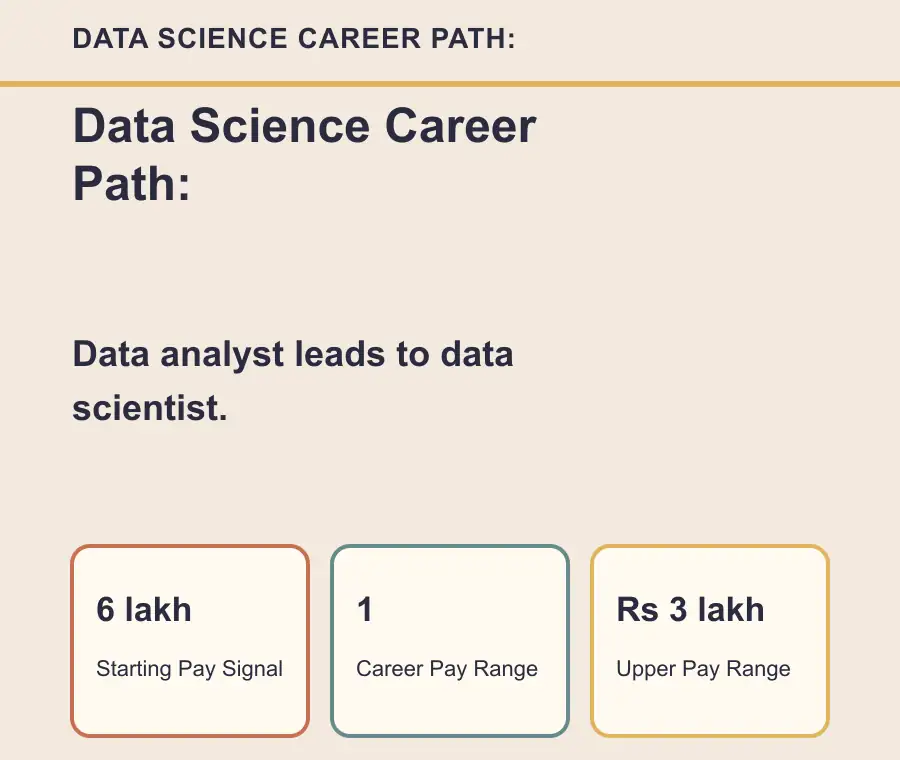 DATA SCIENCE CAREER PATH:
Data Science Career
Path:
Data analyst leads to data
scientist.
6 lakh
Starting Pay Signal
1
Career Pay Range
Rs 3 lakh
Upper Pay Range